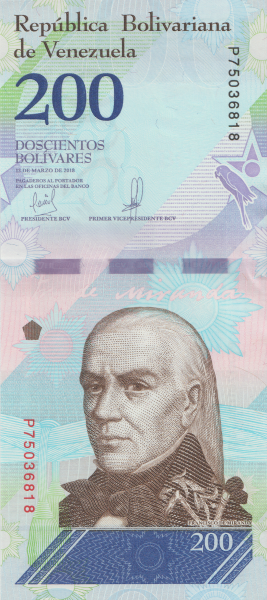 República Bolivariana
de Venezuela
200
DOSCIENTOS
BOLÍVARES
15 DE MARZO DE 2018
PAGADEROS AL PORTADOR
EN LAS OFICINAS DEL BANCO
PRESIDENTE BCV
PRIMER VICEPRESIDENTE BCV
P75036818
de Miranda
P75036818
FRANCISCO DE MIRANDA
200